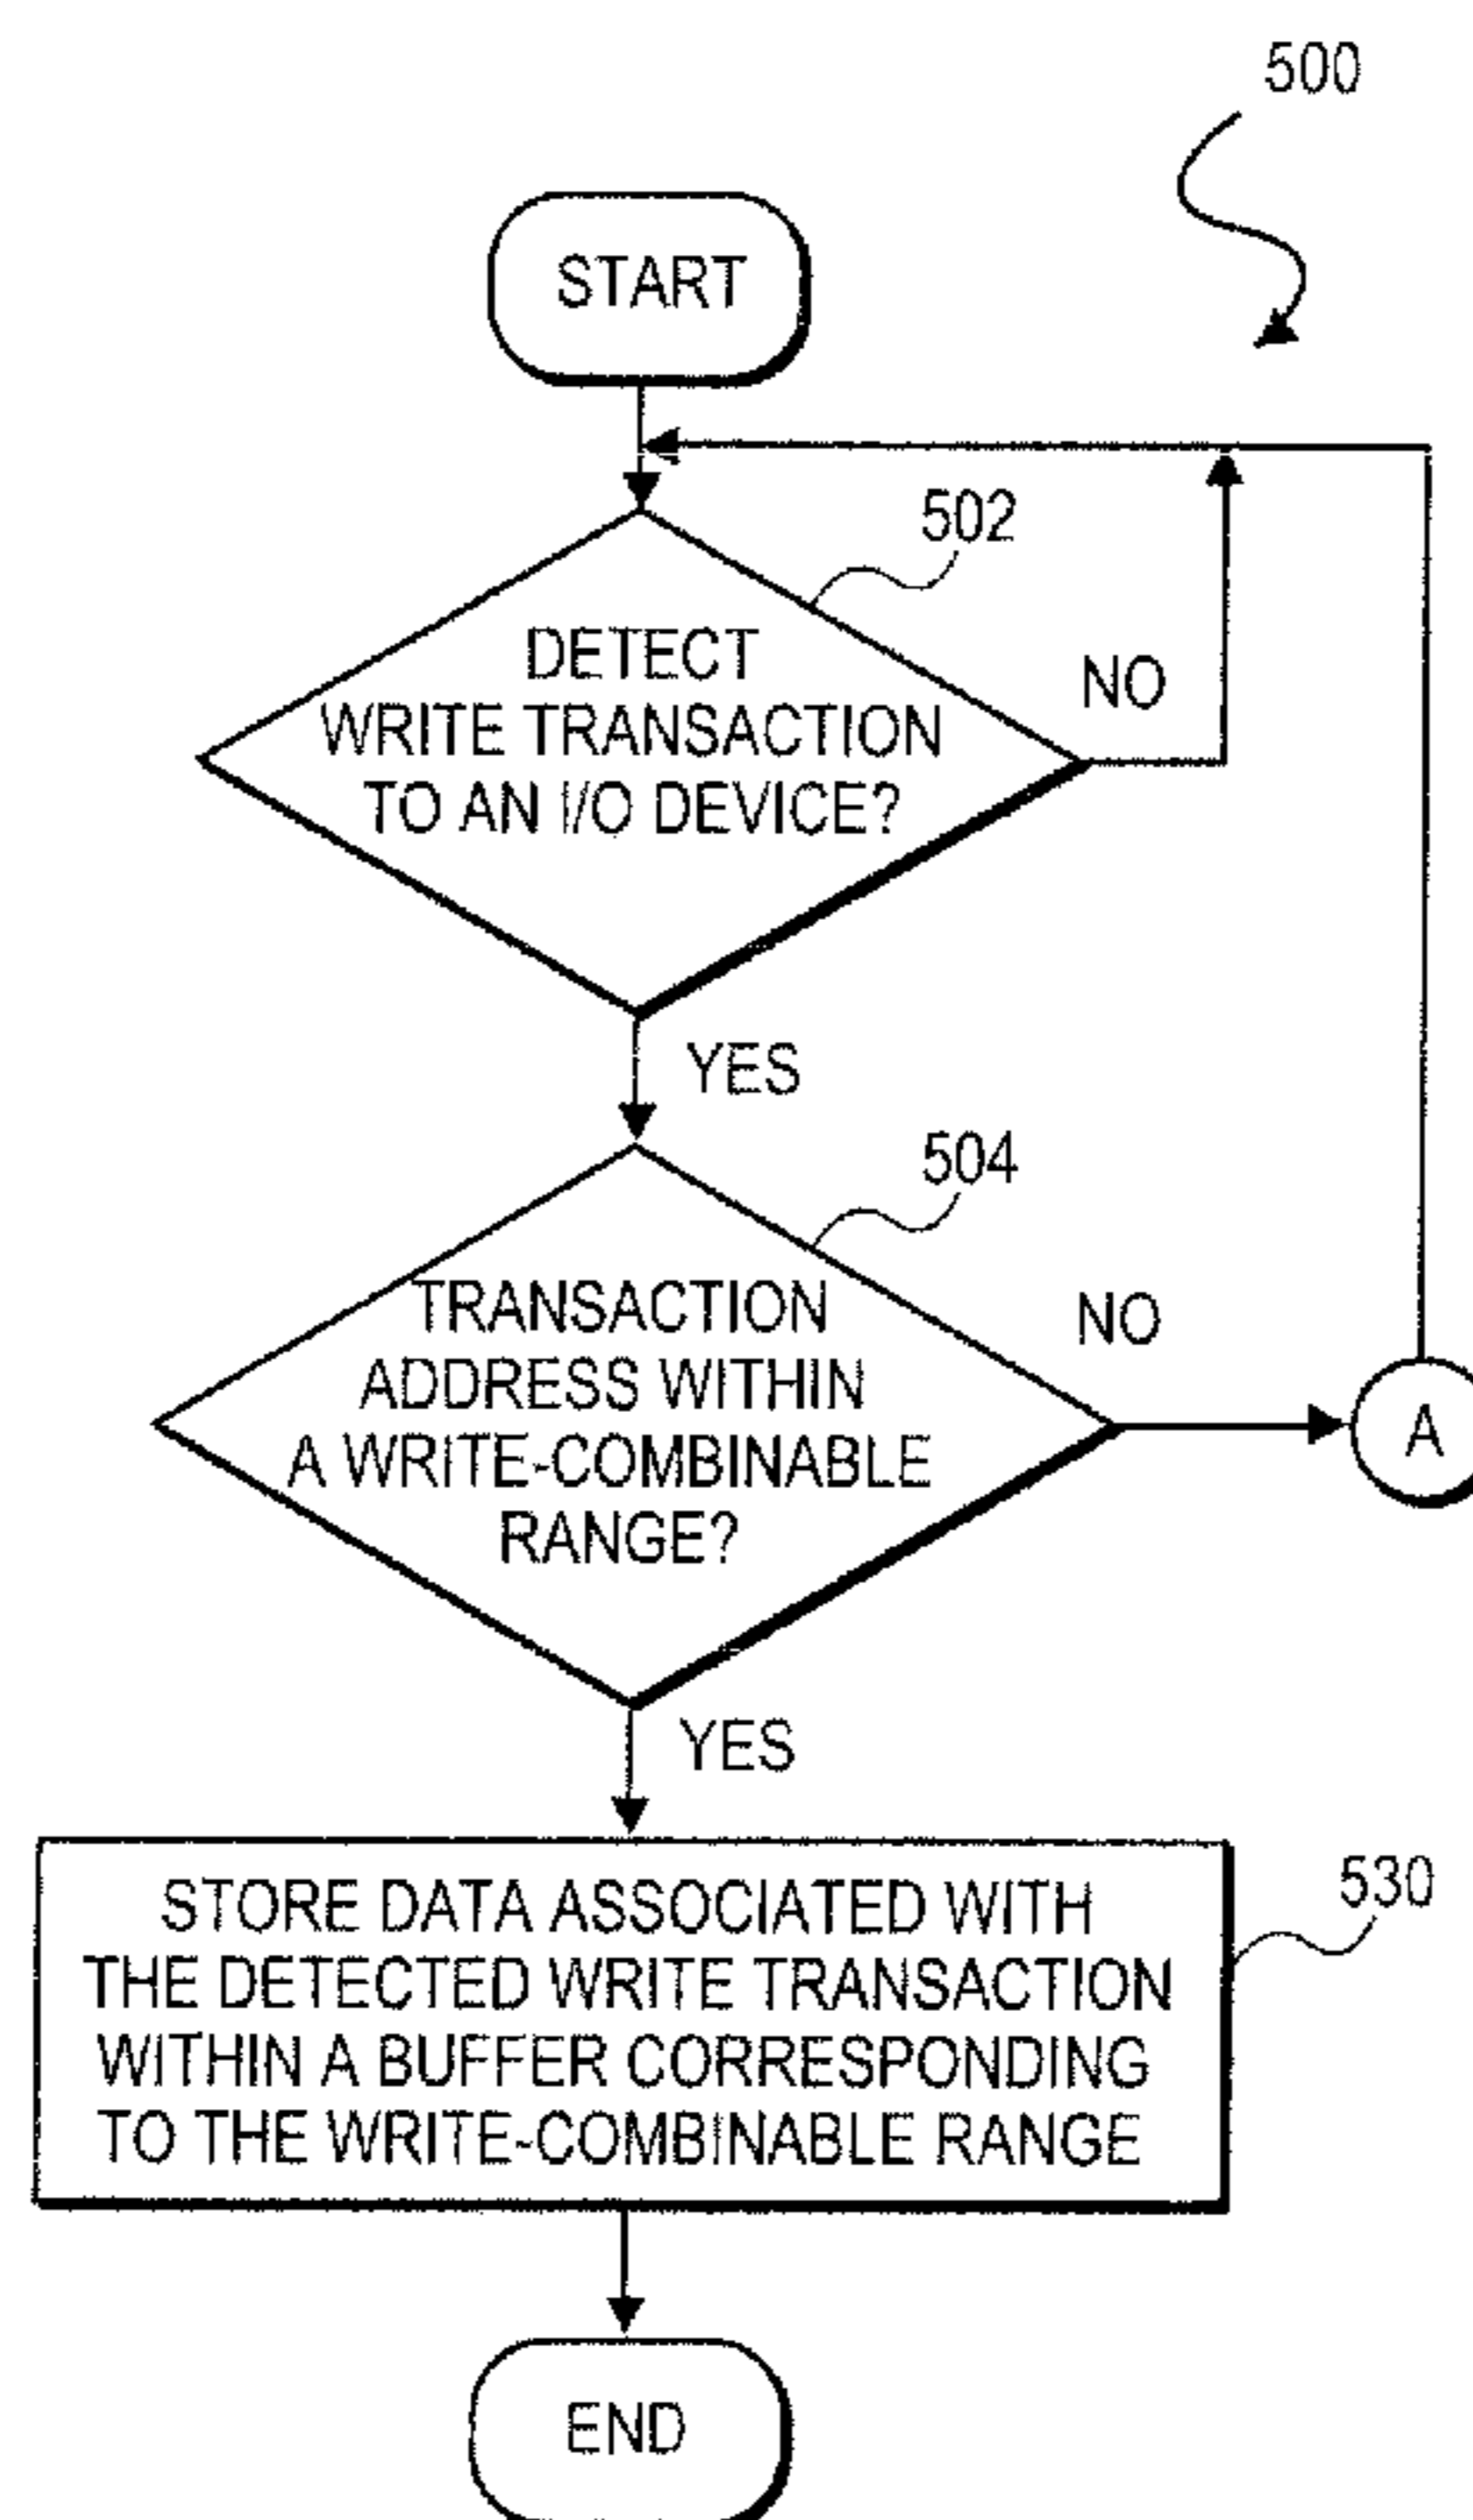 500
START
502
DETECT
WRITE TRANSACTION
TO AN I/O DEVICE?
NO
YES
504
TRANSACTION
ADDRESS WITHIN
A WRITE-COMBINABLE
RANGE?
NO
A
YES
530
STORE DATA ASSOCIATED WITH
THE DETECTED WRITE TRANSACTION
WITHIN A BUFFER CORRESPONDING
TO THE WRITE-COMBINABLE RANGE
END